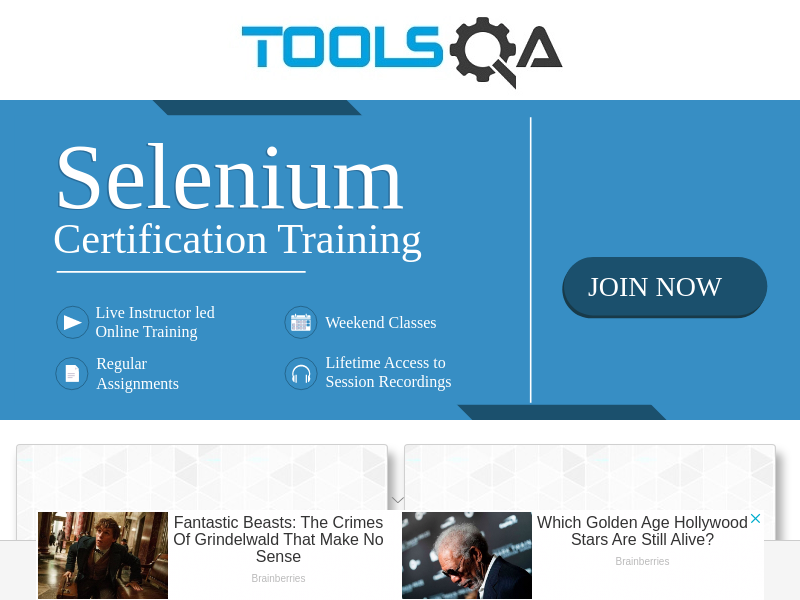 TOOLSQA
Selenium
Certification Training
JOIN NOW
Live Instructor led
Online Training
Weekend Classes
Regular
Assignments
Lifetime Access to
Session Recordings
Fantastic Beasts: The Crimes
Of Grindelwald That Make No
Sense
Brainberries
Which Golden Age Hollywood
Stars Are Still Alive?
Brainberries